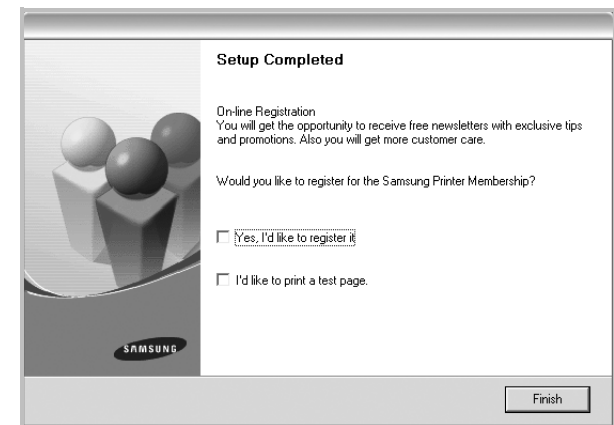 Setup Completed
On-line Registration
You will get the opportunity to receive free newsletters with exclusive tips
and promotions. Also you will get more customer care.
Would you like to register for the Samsung Printer Membership?
Yes, I'd like to register it
I'd like to print a test page.
SAMSUNG
Finish